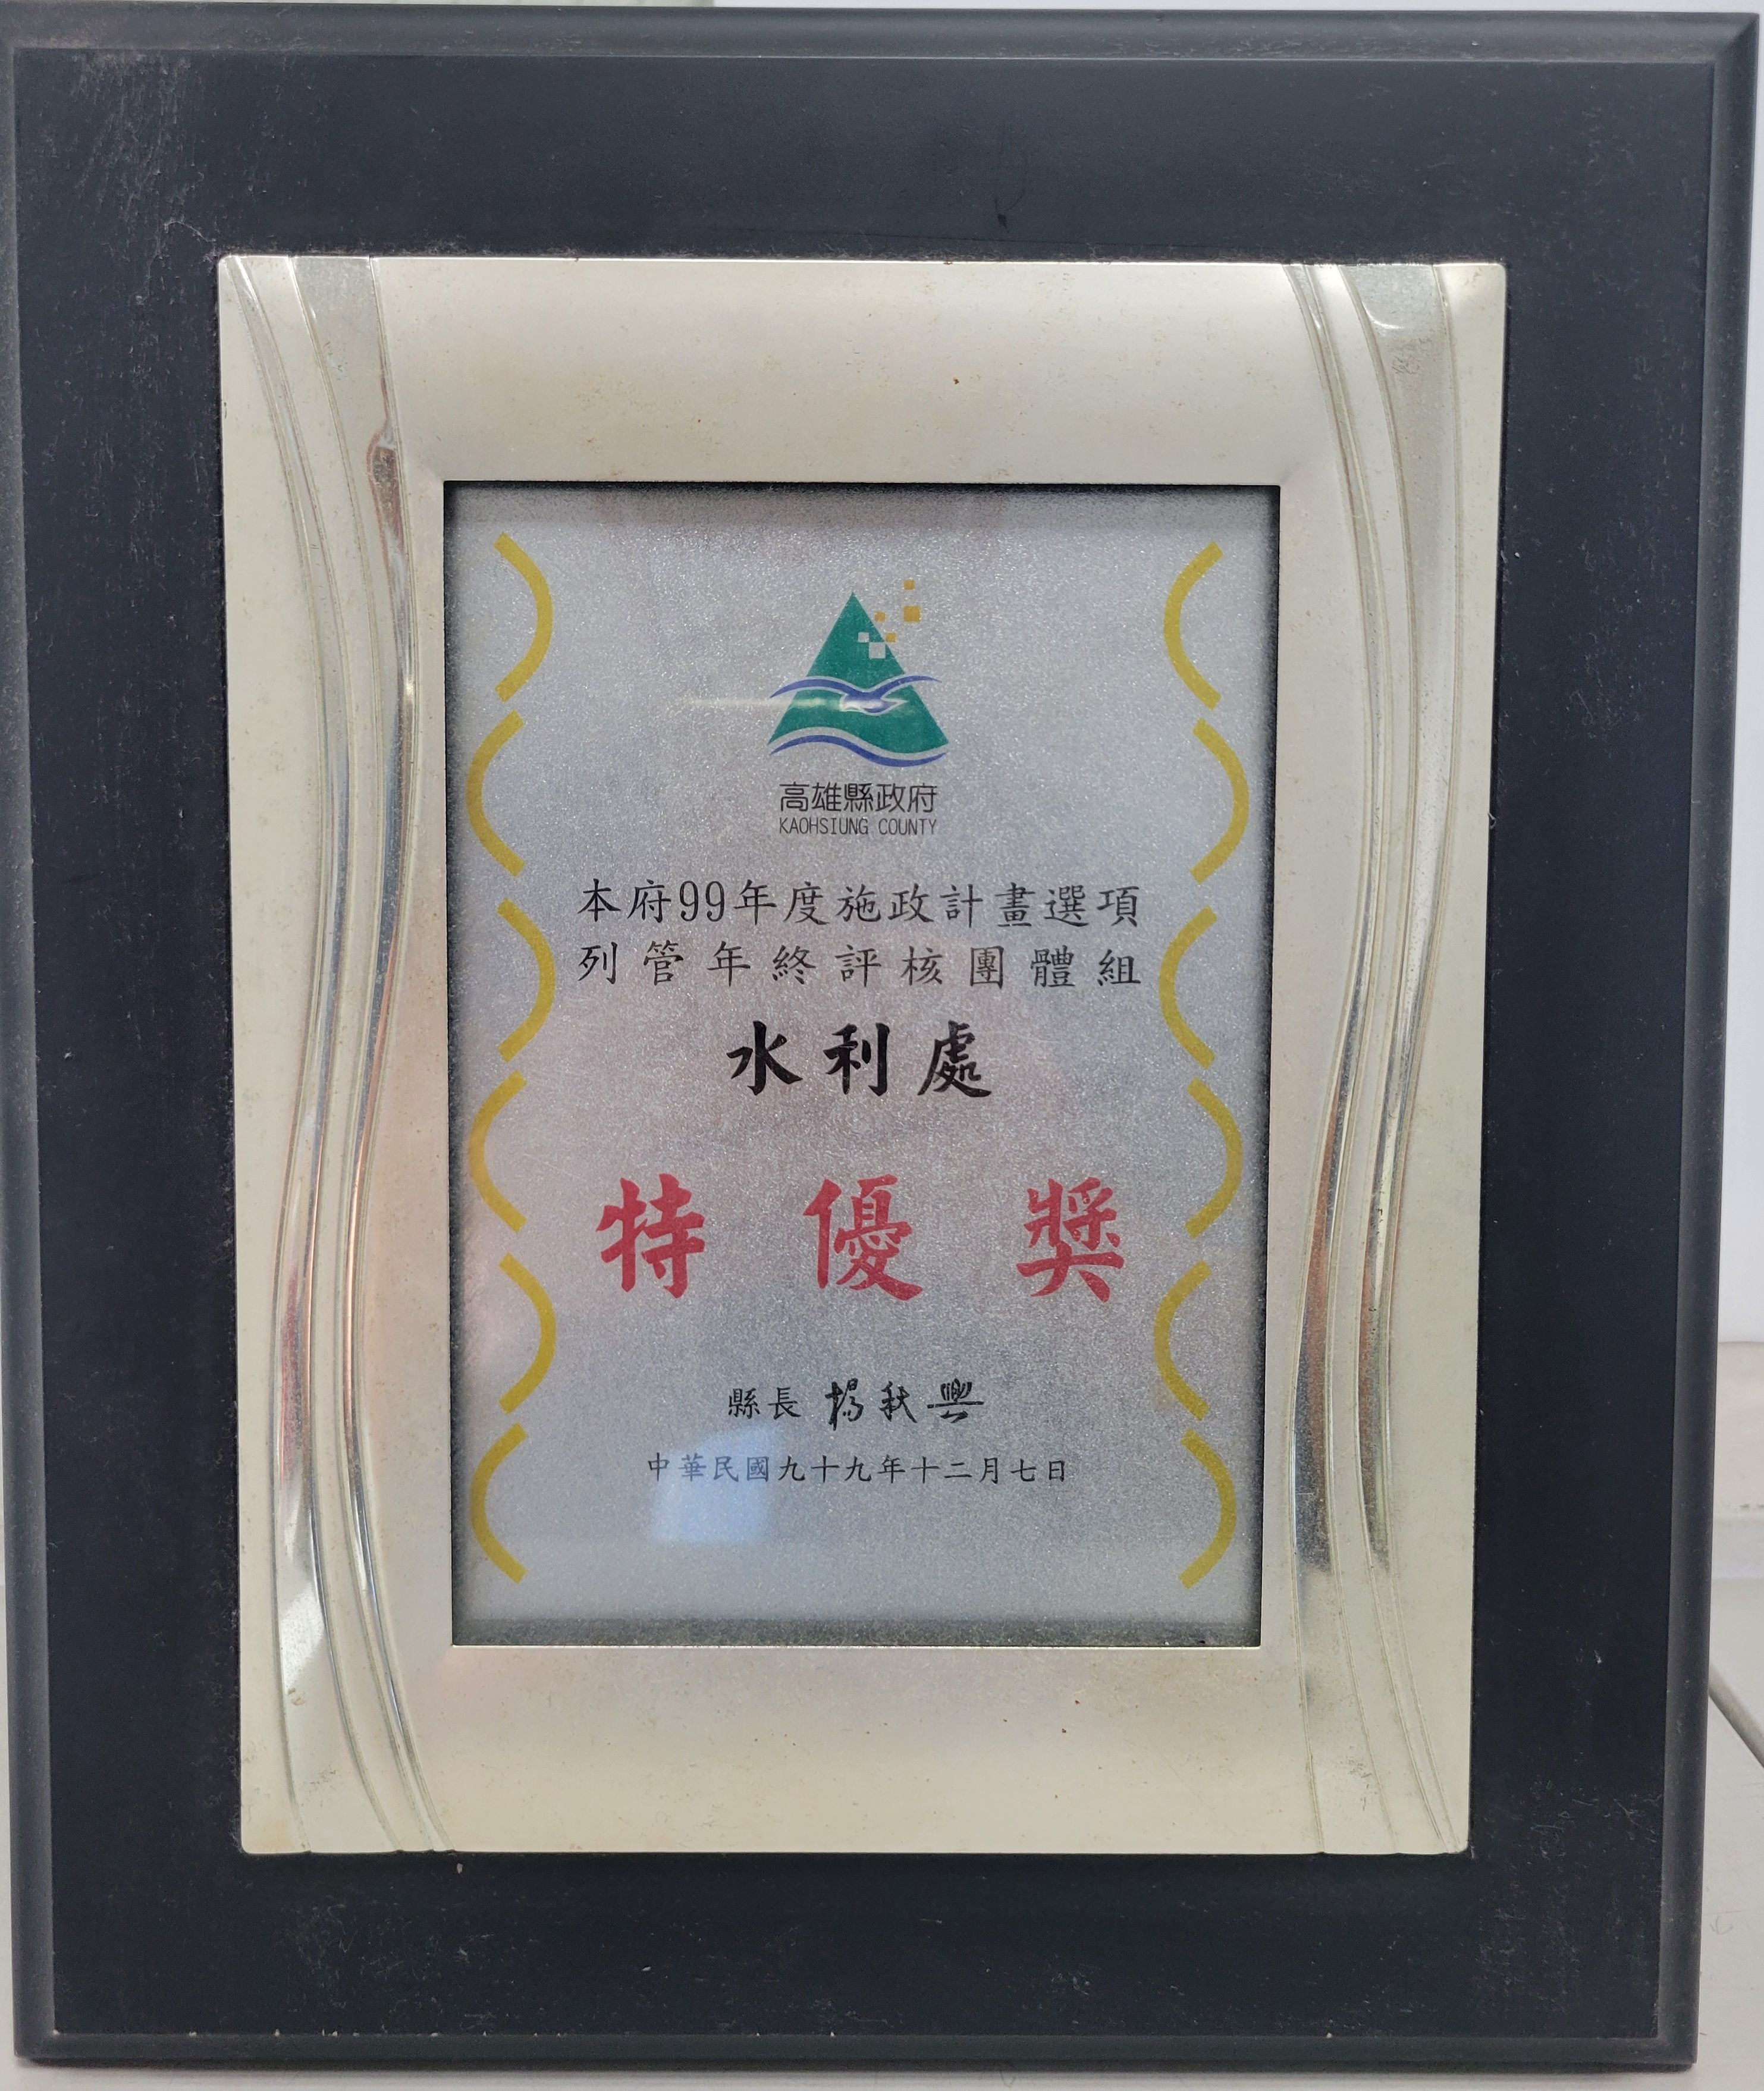 高雄縣政府
KAOHSIUNG COUNTY
本府99年度施政計畫選項
列管年終評核團體組
水利處
特優獎
縣長 楊秋興
中華民國九十九年十二月七日